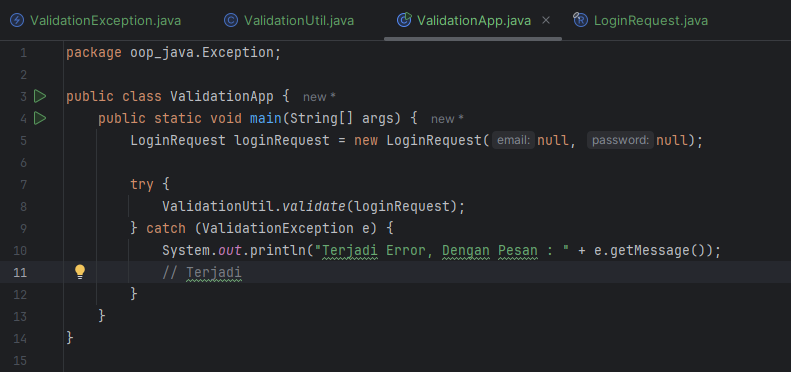 ValidationException.java ValidationUtil.java ValidationApp.java LoginRequest.java
1 package oop_java.Exception;
2
3 public class ValidationApp { new *
4 public static void main(String[] args) { new *
5 LoginRequest loginRequest = new LoginRequest( email: null, password: null);
6
7 try {
8 ValidationUtil.validate(loginRequest);
9 } catch (ValidationException e) {
10 System.out.println("Terjadi Error, Dengan Pesan : " + e.getMessage());
11 // Terjadi
12 }
13 }
14 }
15